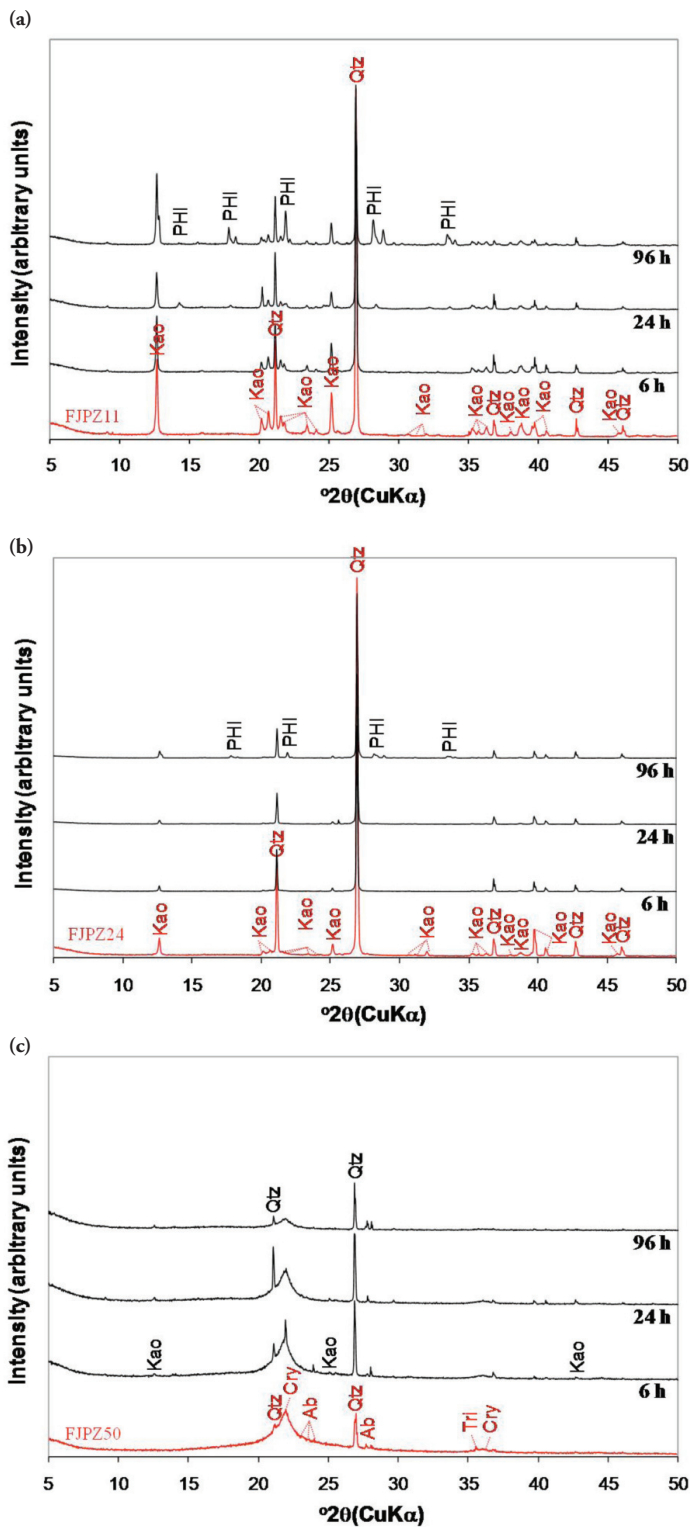 (a)
Intensity (arbitrary units)
Qtz
PHI
PHI
PHI
PHI
PHI
96 h
24 h
Kao
Qtz
6 h
FJPZ11
Kao
Kao
Kao
Kao
Kao
Qtz
Kao
Kao
Kao
Qtz
Kao
Qtz
5 10 15 20 25 30 35 40 45 50
°2θ(CuKα)
(b)
Intensity (arbitrary units)
Qtz
PHI
PHI
PHI
PHI
96 h
24 h
Qtz
6 h
FJPZ24
Kao
Kao
Kao
Kao
Kao
Kao
Qtz
Kao
Kao
Kao
Qtz
Kao
Qtz
5 10 15 20 25 30 35 40 45 50
°2θ(CuKα)
(c)
Intensity (arbitrary units)
Qtz
Qtz
96 h
24 h
Kao
Kao
Kao
6 h
FJPZ50
Qtz
Cry
Ab
Qtz
Ab
Tri
Cry
5 10 15 20 25 30 35 40 45 50
°2θ(CuKα)